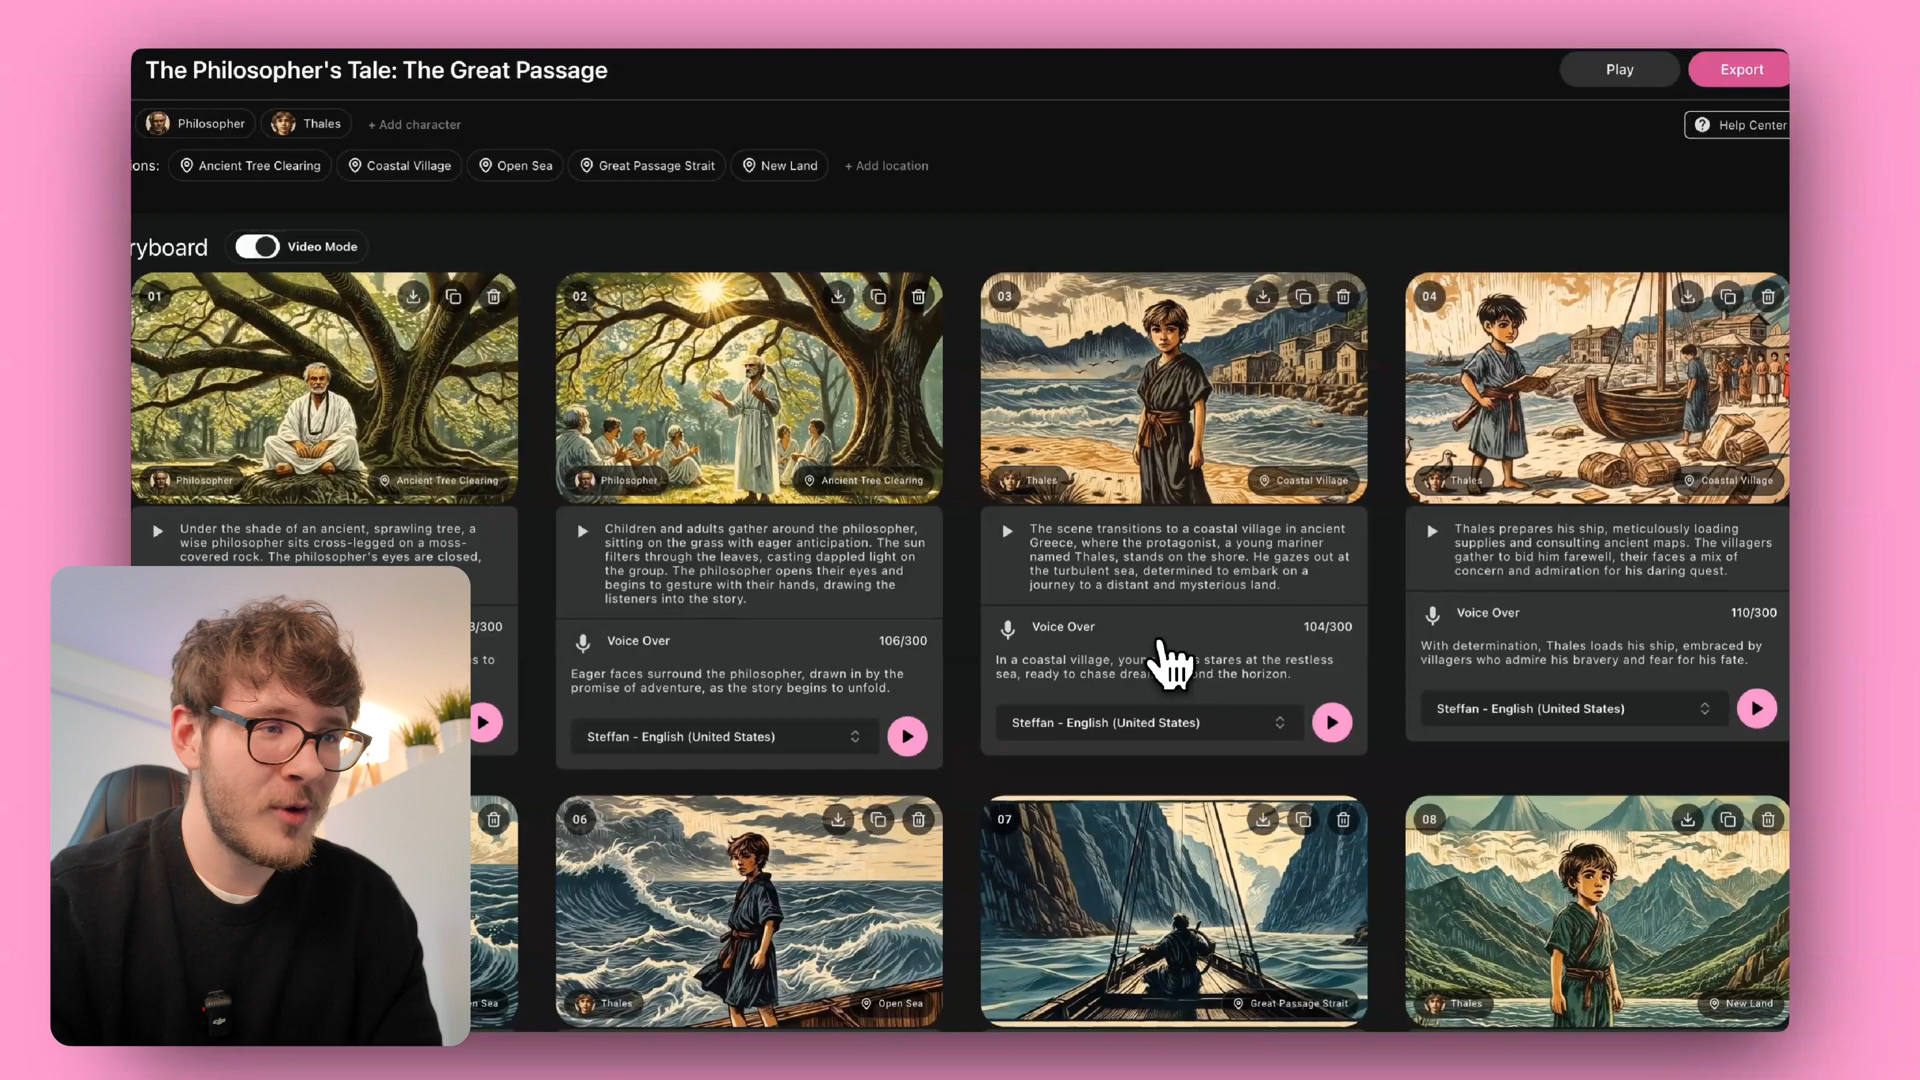 The Philosopher's Tale: The Great Passage
Play
Export
Philosopher
Thales
+ Add character
Help Center
ons:
Ancient Tree Clearing
Coastal Village
Open Sea
Great Passage Strait
New Land
+ Add location
ryboard
Video Mode
01
Philosopher
Ancient Tree Clearing
Under the shade of an ancient, sprawling tree, a
wise philosopher sits cross-legged on a moss-
covered rock. The philosopher's eyes are closed,
3/300
s to
02
Philosopher
Ancient Tree Clearing
Children and adults gather around the philosopher,
sitting on the grass with eager anticipation. The sun
filters through the leaves, casting dappled light on
the group. The philosopher opens their eyes and
begins to gesture with their hands, drawing the
listeners into the story.
Voice Over
106/300
Eager faces surround the philosopher, drawn in by the
promise of adventure, as the story begins to unfold.
Steffan - English (United States)
03
Thales
Coastal Village
The scene transitions to a coastal village in ancient
Greece, where the protagonist, a young mariner
named Thales, stands on the shore. He gazes out at
the turbulent sea, determined to embark on a
journey to a distant and mysterious land.
Voice Over
104/300
In a coastal village, youn s stares at the restless
sea, ready to chase drea ond the horizon.
Steffan - English (United States)
04
Thales
Coastal Village
Thales prepares his ship, meticulously loading
supplies and consulting ancient maps. The villagers
gather to bid him farewell, their faces a mix of
concern and admiration for his daring quest.
Voice Over
110/300
With determination, Thales loads his ship, embraced by
villagers who admire his bravery and fear for his fate.
Steffan - English (United States)
n Sea
06
Thales
Open Sea
07
Great Passage Strait
08
Thales
New Land
dji